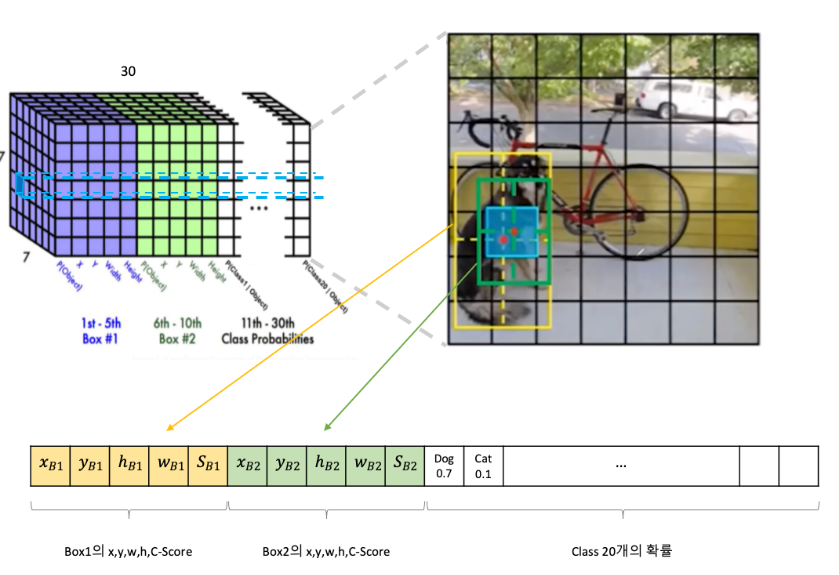 30
7
7
P(Object)
X
Y
Width
Height
P(Object)
X
Y
Width
Height
P(Class1 | Object)
...
P(Class20 | Object)
1st - 5th
Box #1
6th - 10th
Box #2
11th - 30th
Class Probabilities
x_B1 y_B1 h_B1 w_B1 S_B1 x_B2 y_B2 h_B2 w_B2 S_B2 Dog 0.7 Cat 0.1 ...
Box1의 x,y,w,h,C-Score
Box2의 x,y,w,h,C-Score
Class 20개의 확률